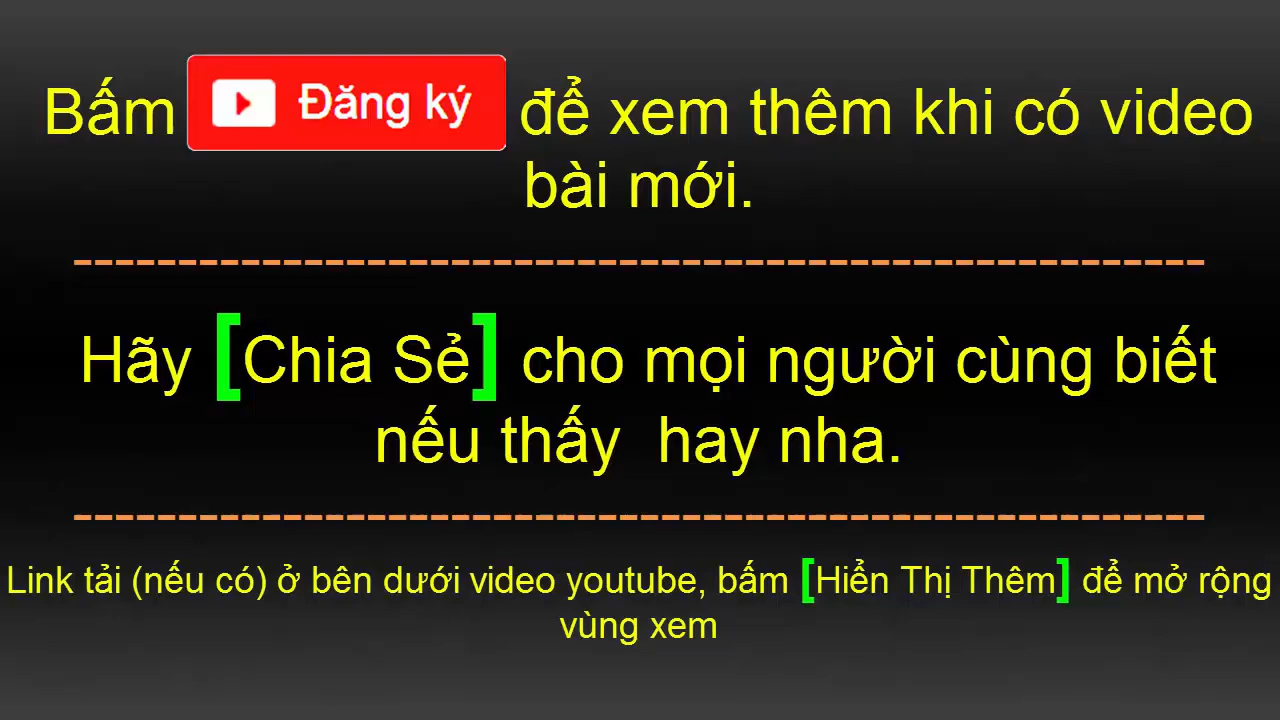 Bấm Đăng ký để xem thêm khi có video
bài mới.
------------------------------------------------------
Hãy [Chia Sẻ] cho mọi người cùng biết
nếu thấy  hay nha.
------------------------------------------------------
Link tải (nếu có) ở bên dưới video youtube, bấm [Hiển Thị Thêm] để mở rộng
vùng xem